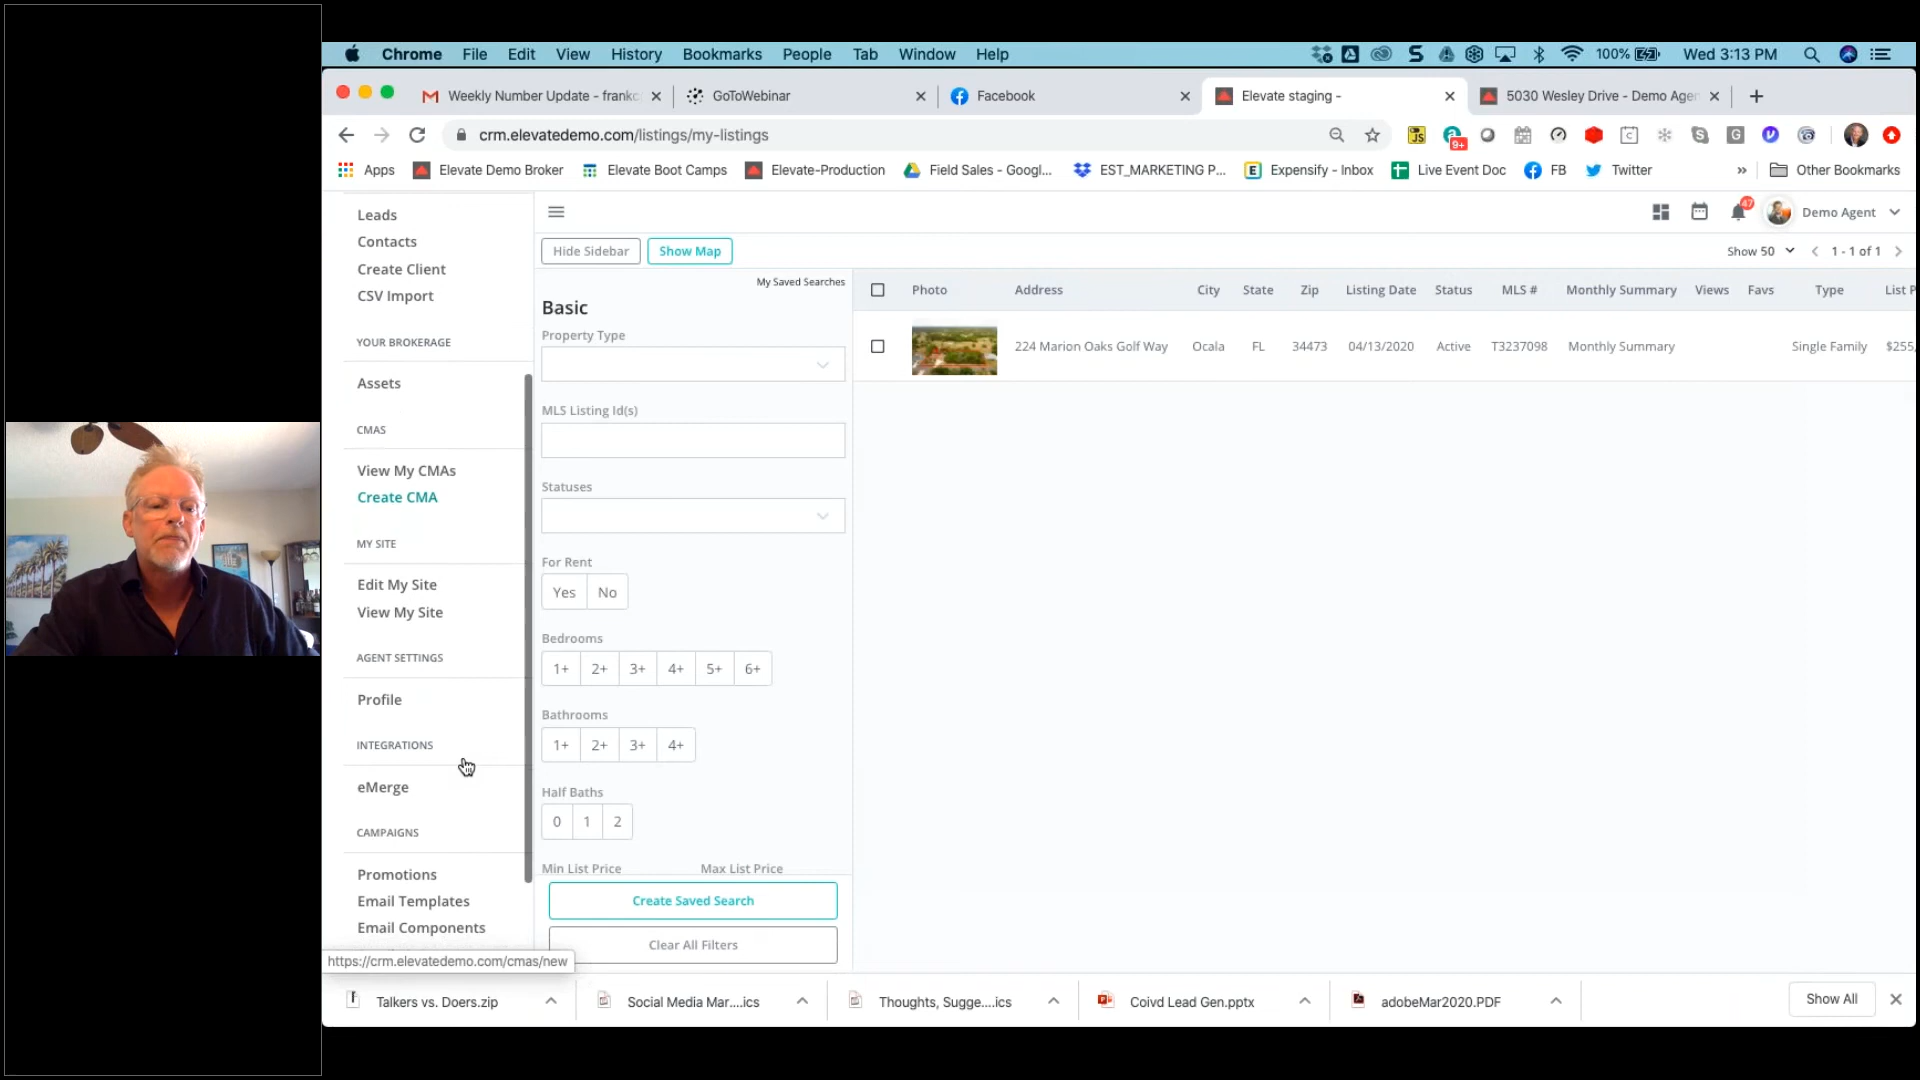 Chrome File Edit View History Bookmarks People Tab Window Help 100% Wed 3:13 PM
Weekly Number Update - frankc GoToWebinar Facebook Elevate staging - 5030 Wesley Drive - Demo Agen
crm.elevatedemo.com/listings/my-listings 9+
Apps Elevate Demo Broker Elevate Boot Camps Elevate-Production Field Sales - Googl... EST_MARKETING P... Expensify - Inbox Live Event Doc FB Twitter » Other Bookmarks
Leads
Contacts
Create Client
CSV Import
YOUR BROKERAGE
Assets
CMAS
View My CMAs
Create CMA
MY SITE
Edit My Site
View My Site
AGENT SETTINGS
Profile
INTEGRATIONS
eMerge
CAMPAIGNS
Promotions
Email Templates
Email Components
https://crm.elevatedemo.com/cmas/new
47 Demo Agent
Hide Sidebar Show Map Show 50 1 - 1 of 1
My Saved Searches
Basic
Property Type
MLS Listing Id(s)
Statuses
For Rent
Yes No
Bedrooms
1+ 2+ 3+ 4+ 5+ 6+
Bathrooms
1+ 2+ 3+ 4+
Half Baths
0 1 2
Min List Price Max List Price
Create Saved Search
Clear All Filters
Photo Address City State Zip Listing Date Status MLS # Monthly Summary Views Favs Type List P
224 Marion Oaks Golf Way Ocala FL 34473 04/13/2020 Active T3237098 Monthly Summary Single Family $255,
Talkers vs. Doers.zip Social Media Mar....ics Thoughts, Sugge....ics Coivd Lead Gen.pptx adobeMar2020.PDF Show All